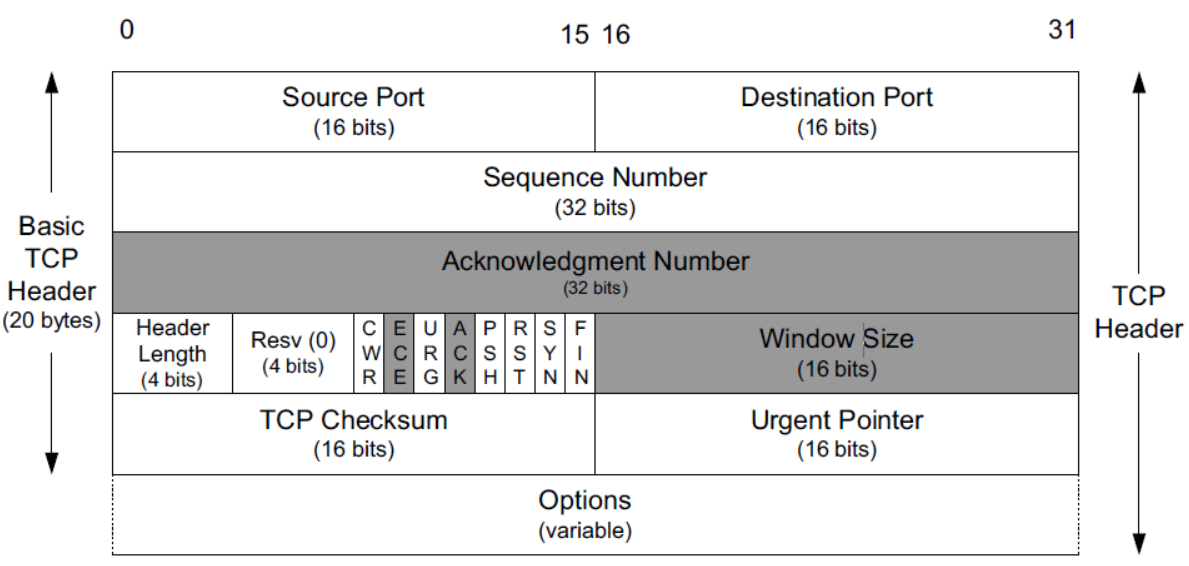 0 15 16 31
Source Port
(16 bits)
Destination Port
(16 bits)
Sequence Number
(32 bits)
Basic
TCP
Header
(20 bytes)
Acknowledgment Number
(32 bits)
TCP
Header
Header
Length
(4 bits)
Resv (0)
(4 bits)
CWR
ECE
URG
ACK
PSH
RST
SYN
FIN
Window Size
(16 bits)
TCP Checksum
(16 bits)
Urgent Pointer
(16 bits)
Options
(variable)